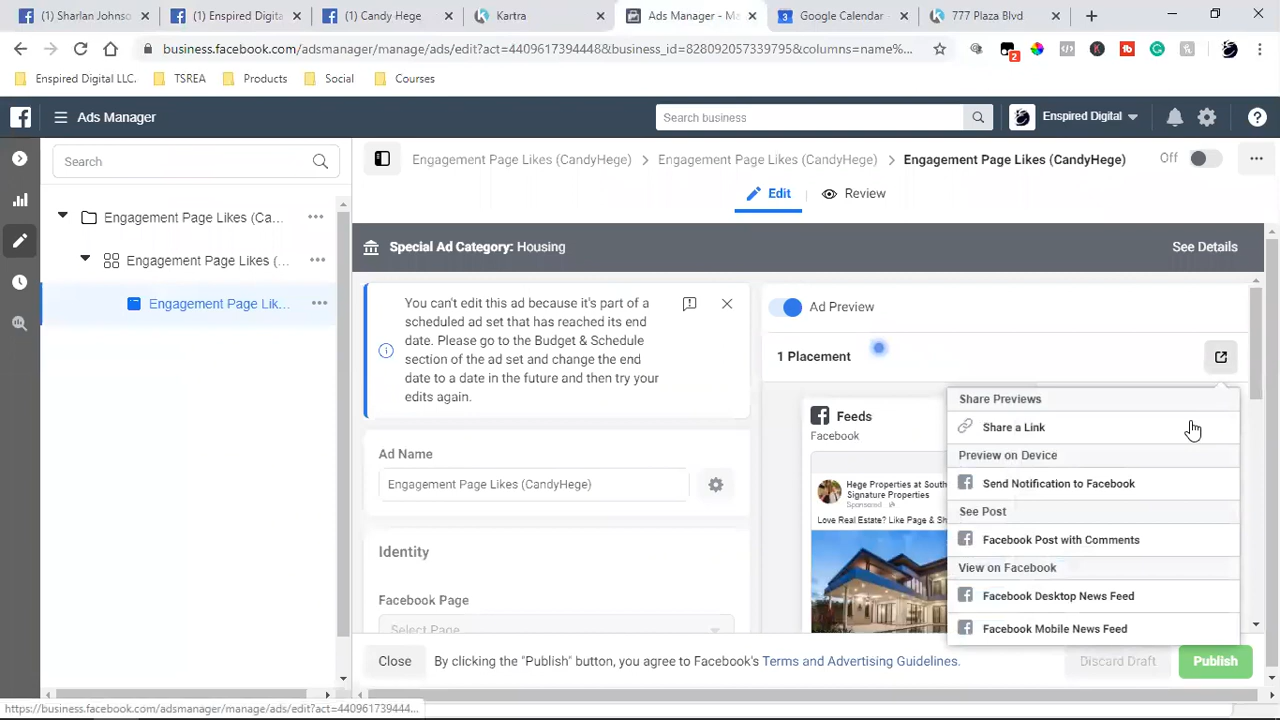 (1) Sharlan Johns
(1) Enspired Digita
(1) Candy Hege
Kartra
Ads Manager - Ma
Google Calendar -
777 Plaza Blvd
business.facebook.com/adsmanager/manage/ads/edit?act=4409617394448&business_id=828092057339795&columns=name%...
2
Enspired Digital LLC.
TSREA
Products
Social
Courses
Ads Manager
Search business
Enspired Digital
Search
Engagement Page Likes (CandyHege)
Engagement Page Likes (CandyHege)
Engagement Page Likes (CandyHege)
Off
Edit
Review
Engagement Page Likes (Ca...
Engagement Page Likes (...
Engagement Page Lik...
Special Ad Category: Housing
See Details
You can't edit this ad because it's part of a
scheduled ad set that has reached its end
date. Please go to the Budget & Schedule
section of the ad set and change the end
date to a date in the future and then try your
edits again.
Ad Preview
1 Placement
Share Previews
Share a Link
Preview on Device
Send Notification to Facebook
See Post
Facebook Post with Comments
View on Facebook
Facebook Desktop News Feed
Facebook Mobile News Feed
Feeds
Facebook
Hege Properties at South
Signature Properties
Sponsored
Love Real Estate? Like Page & Sh
Ad Name
Engagement Page Likes (CandyHege)
Identity
Facebook Page
Select Page
Close
By clicking the "Publish" button, you agree to Facebook's Terms and Advertising Guidelines.
Discard Draft
Publish
https://business.facebook.com/adsmanager/manage/ads/edit?act=440961739444...